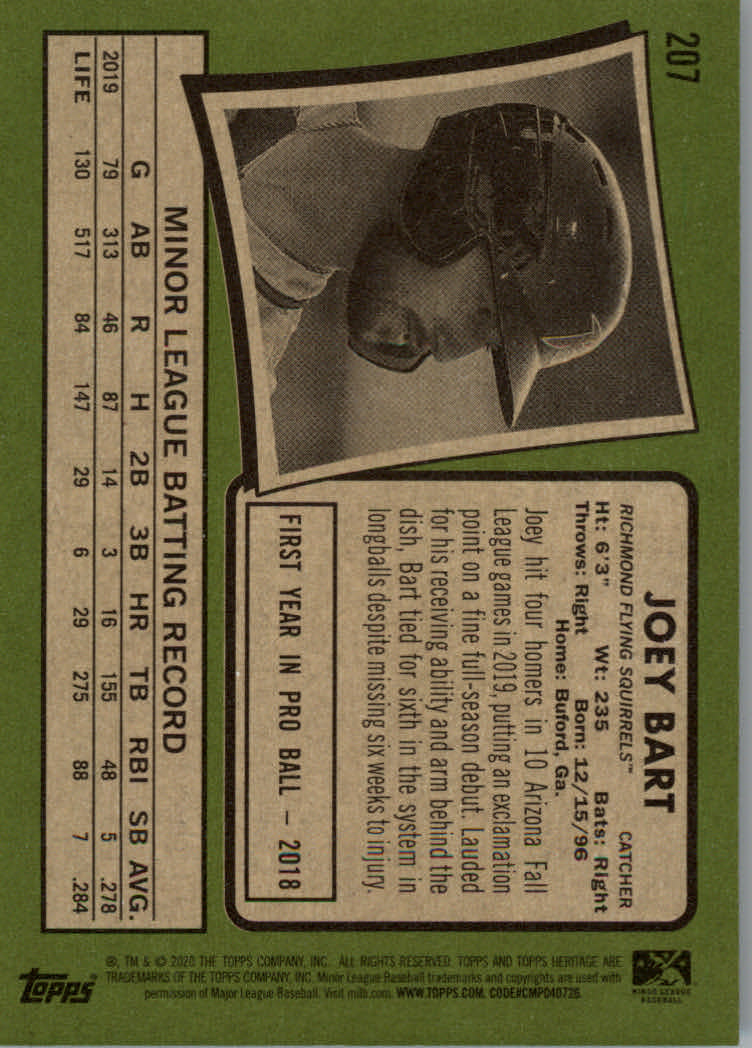 207
JOEY BART
RICHMOND FLYING SQUIRRELS™ CATCHER
Ht: 6'3" Wt: 235 Bats: Right
Throws: Right Born: 12/15/96
Home: Buford, Ga.
Joey hit four homers in 10 Arizona Fall
League games in 2019, putting an exclamation
point on a fine full-season debut. Lauded
for his receiving ability and arm behind the
dish, Bart tied for sixth in the system in
longballs despite missing six weeks to injury.
FIRST YEAR IN PRO BALL – 2018
MINOR LEAGUE BATTING RECORD
G AB R H 2B 3B HR TB RBI SB AVG.
2019 79 313 46 87 14 3 16 155 48 5 .278
LIFE 130 517 84 147 29 6 29 275 88 7 .284
MINOR LEAGUE
BASEBALL
®, TM & © 2020 THE TOPPS COMPANY, INC. ALL RIGHTS RESERVED. TOPPS AND TOPPS HERITAGE ARE
TRADEMARKS OF THE TOPPS COMPANY, INC. Minor League Baseball trademarks and copyrights are used with
permission of Major League Baseball. Visit milb.com. WWW.TOPPS.COM. CODE#CMP040726
Topps